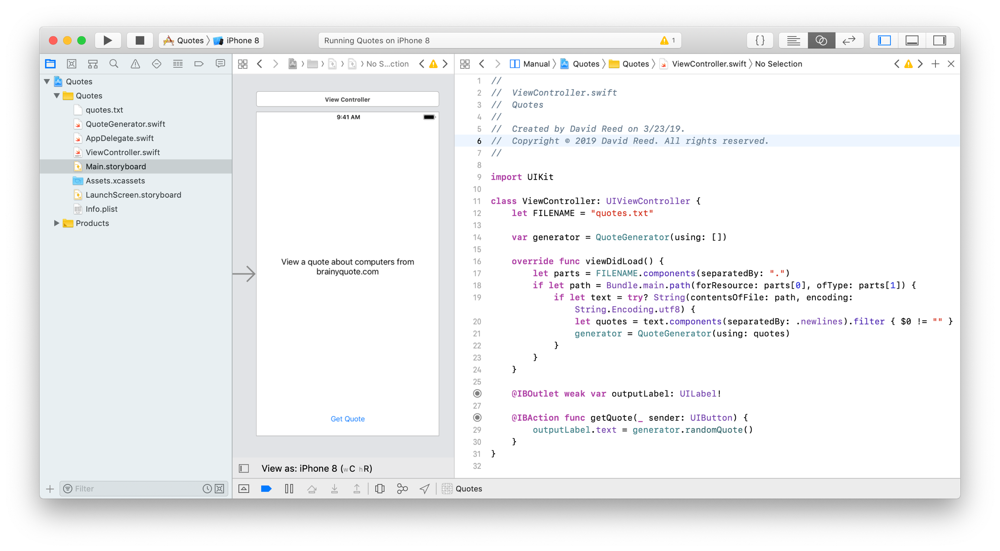 Quotes 〉 iPhone 8
Running Quotes on iPhone 8
1
{ }
No S...ction
Manual 〉 Quotes 〉 Quotes 〉 ViewController.swift 〉 No Selection
Quotes
Quotes
quotes.txt
QuoteGenerator.swift
AppDelegate.swift
ViewController.swift
Main.storyboard
Assets.xcassets
LaunchScreen.storyboard
Info.plist
Products
Filter
View Controller
9:41 AM
View a quote about computers from
brainyquote.com
Get Quote
View as: iPhone 8 (wC hR)
1 //
2 //  ViewController.swift
3 //  Quotes
4 //
5 //  Created by David Reed on 3/23/19.
6 //  Copyright © 2019 David Reed. All rights reserved.
7 //
8
9 import UIKit
10
11 class ViewController: UIViewController {
12     let FILENAME = "quotes.txt"
13
14     var generator = QuoteGenerator(using: [])
15
16     override func viewDidLoad() {
17         let parts = FILENAME.components(separatedBy: ".")
18         if let path = Bundle.main.path(forResource: parts[0], ofType: parts[1]) {
19             if let text = try? String(contentsOfFile: path, encoding:
                String.Encoding.utf8) {
20                 let quotes = text.components(separatedBy: .newlines).filter { $0 != "" }
21                 generator = QuoteGenerator(using: quotes)
22             }
23         }
24     }
25
@IBOutlet weak var outputLabel: UILabel!
27
@IBAction func getQuote(_ sender: UIButton) {
29         outputLabel.text = generator.randomQuote()
30     }
31 }
32
Quotes